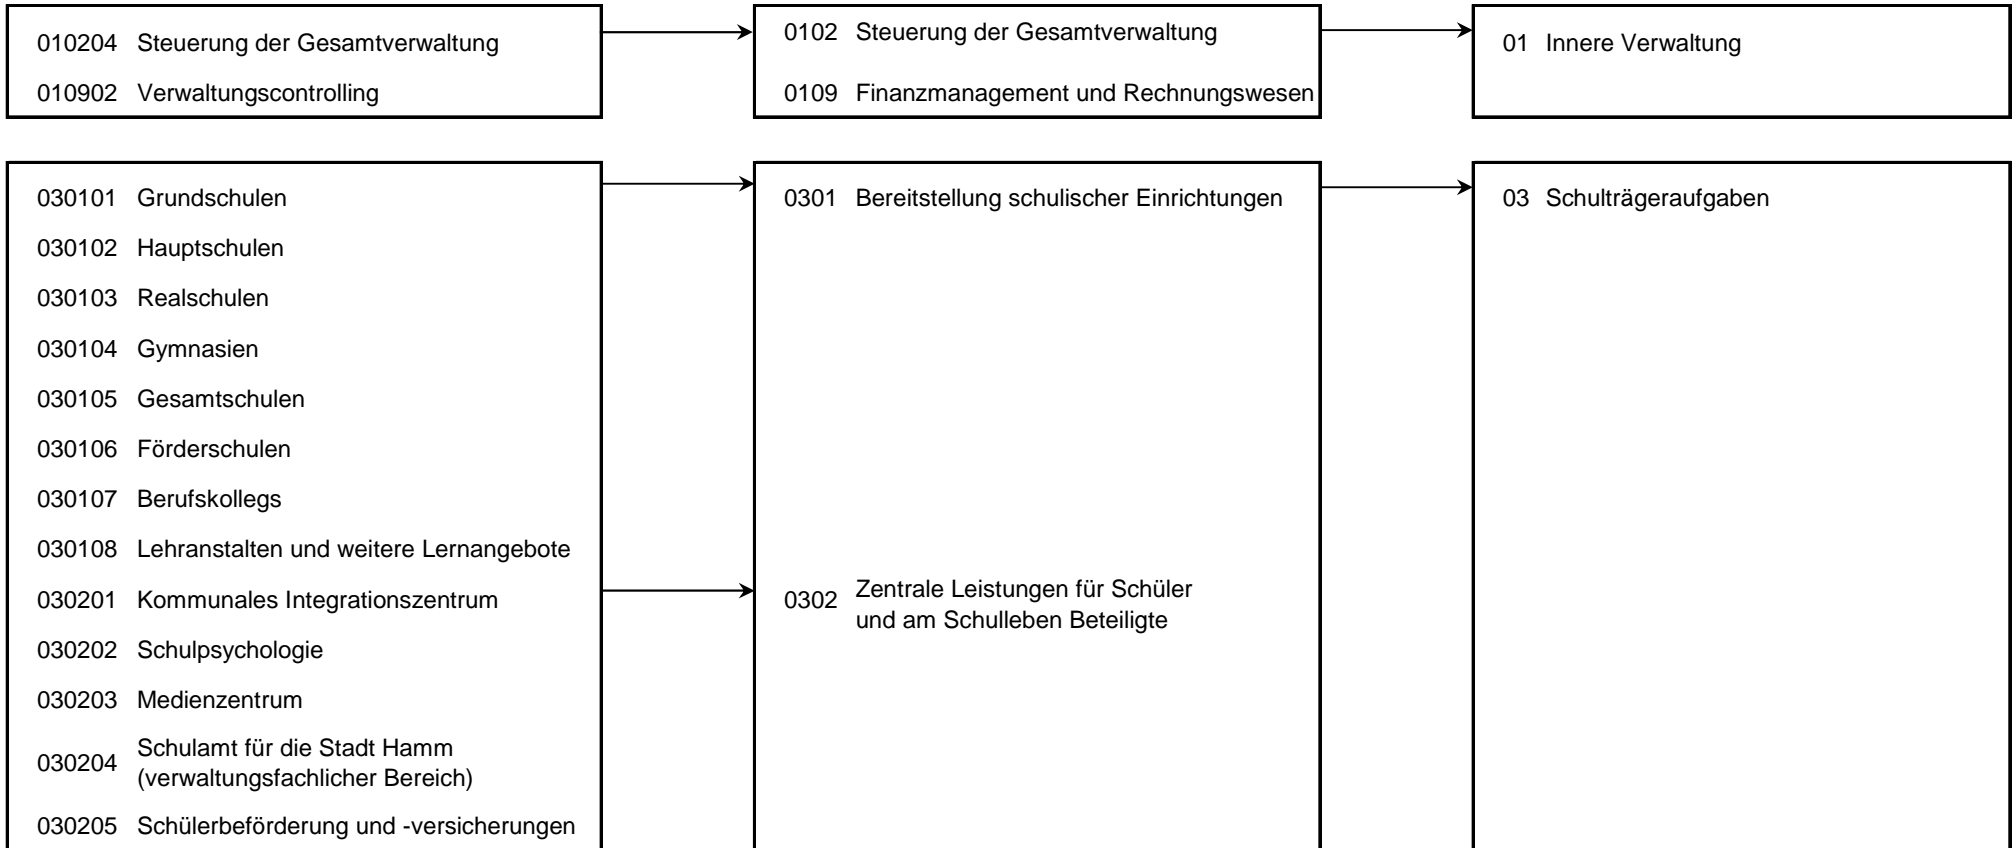 010204 Steuerung der Gesamtverwaltung
010902 Verwaltungscontrolling
0102 Steuerung der Gesamtverwaltung
0109 Finanzmanagement und Rechnungswesen
01 Innere Verwaltung
030101 Grundschulen
030102 Hauptschulen
030103 Realschulen
030104 Gymnasien
030105 Gesamtschulen
030106 Förderschulen
030107 Berufskollegs
030108 Lehranstalten und weitere Lernangebote
030201 Kommunales Integrationszentrum
030202 Schulpsychologie
030203 Medienzentrum
030204 Schulamt für die Stadt Hamm
(verwaltungsfachlicher Bereich)
030205 Schülerbeförderung und -versicherungen
0301 Bereitstellung schulischer Einrichtungen
0302 Zentrale Leistungen für Schüler
und am Schulleben Beteiligte
03 Schulträgeraufgaben